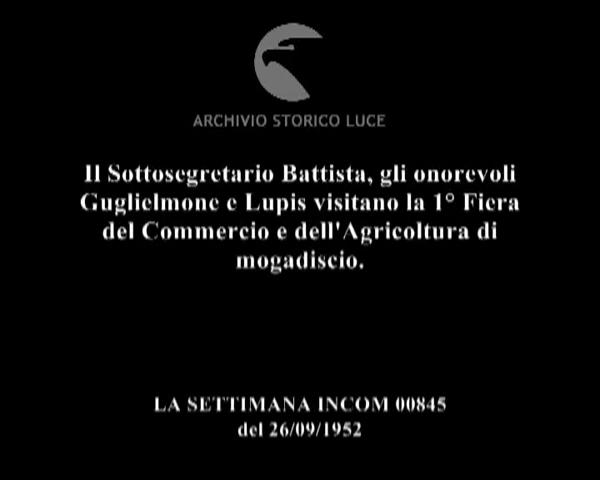 ARCHIVIO STORICO LUCE
Il Sottosegretario Battista, gli onorevoli
Guglielmone e Lupis visitano la 1° Fiera
del Commercio e dell'Agricoltura di
mogadiscio.
LA SETTIMANA INCOM 00845
del 26/09/1952